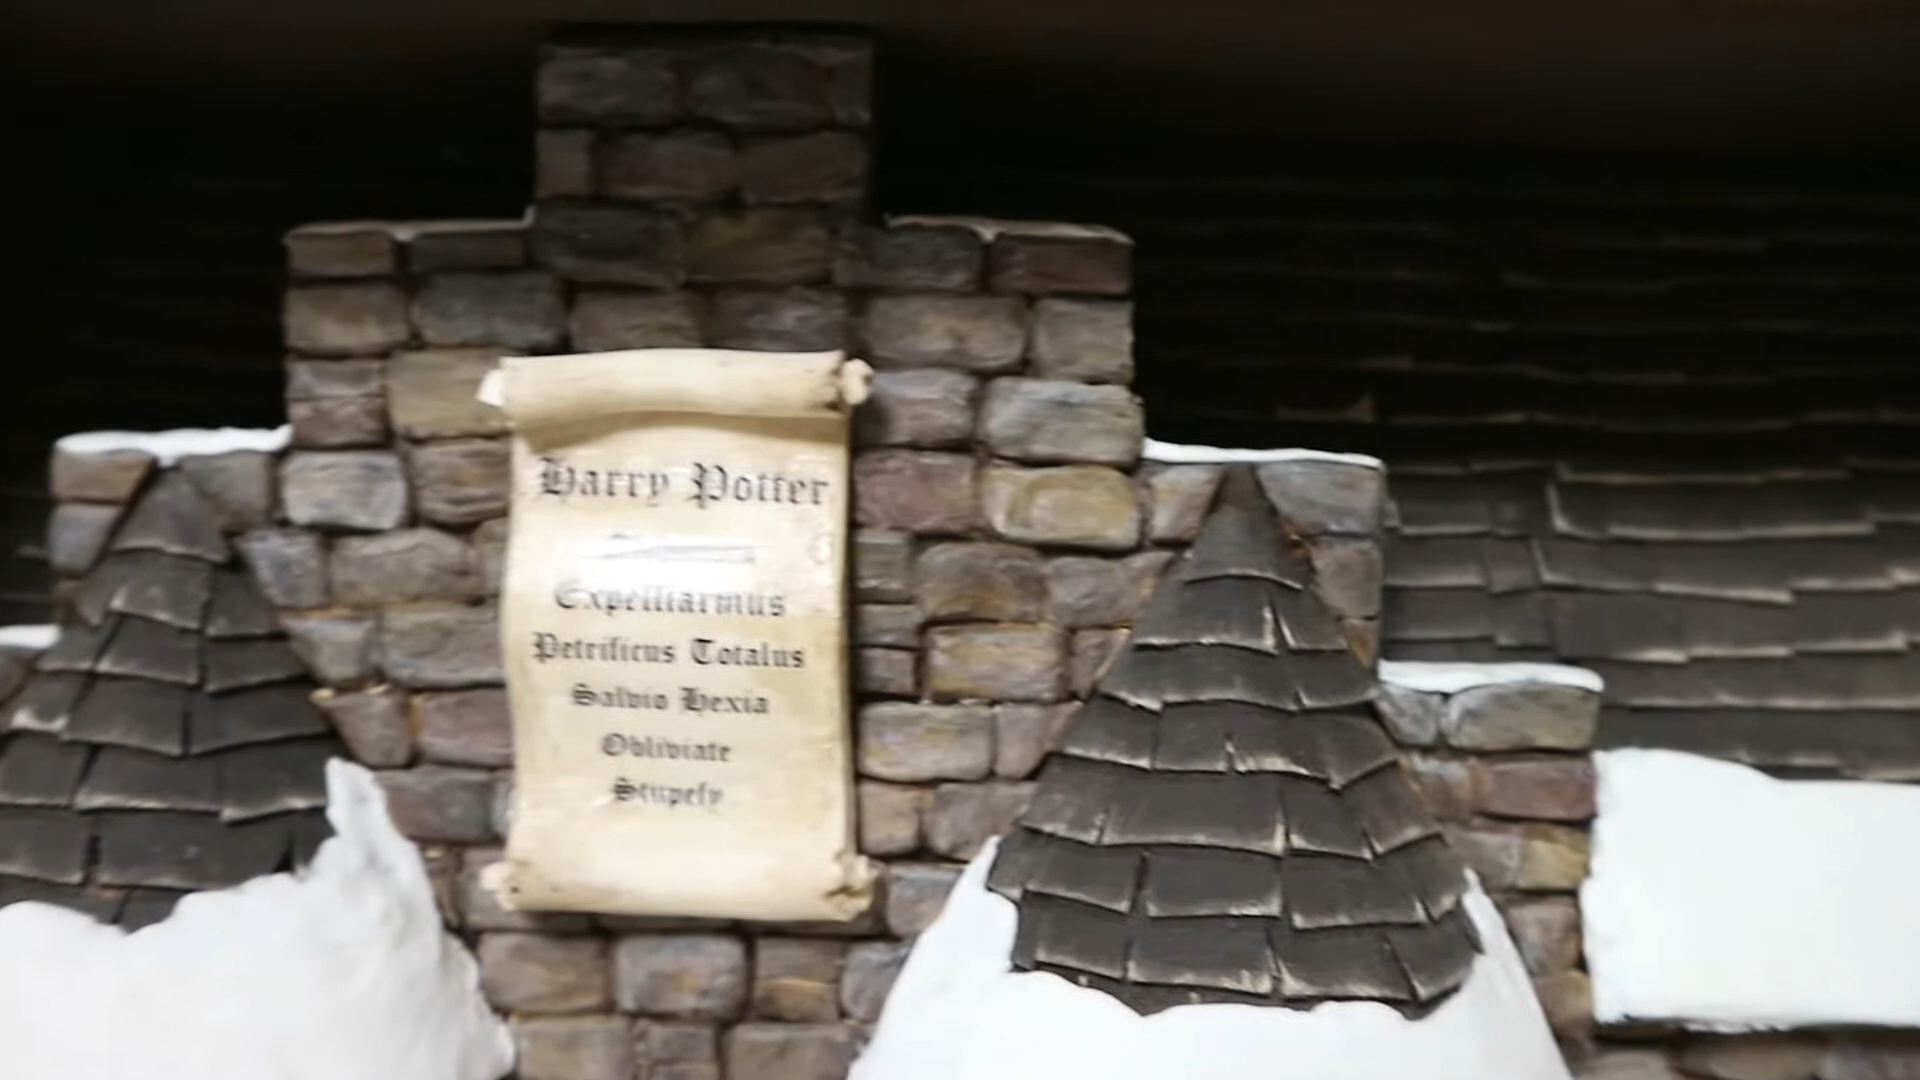 Harry Potter
Expelliarmus
Petrificus Totalus
Salvio Hexia
Obliviate
Stupefy